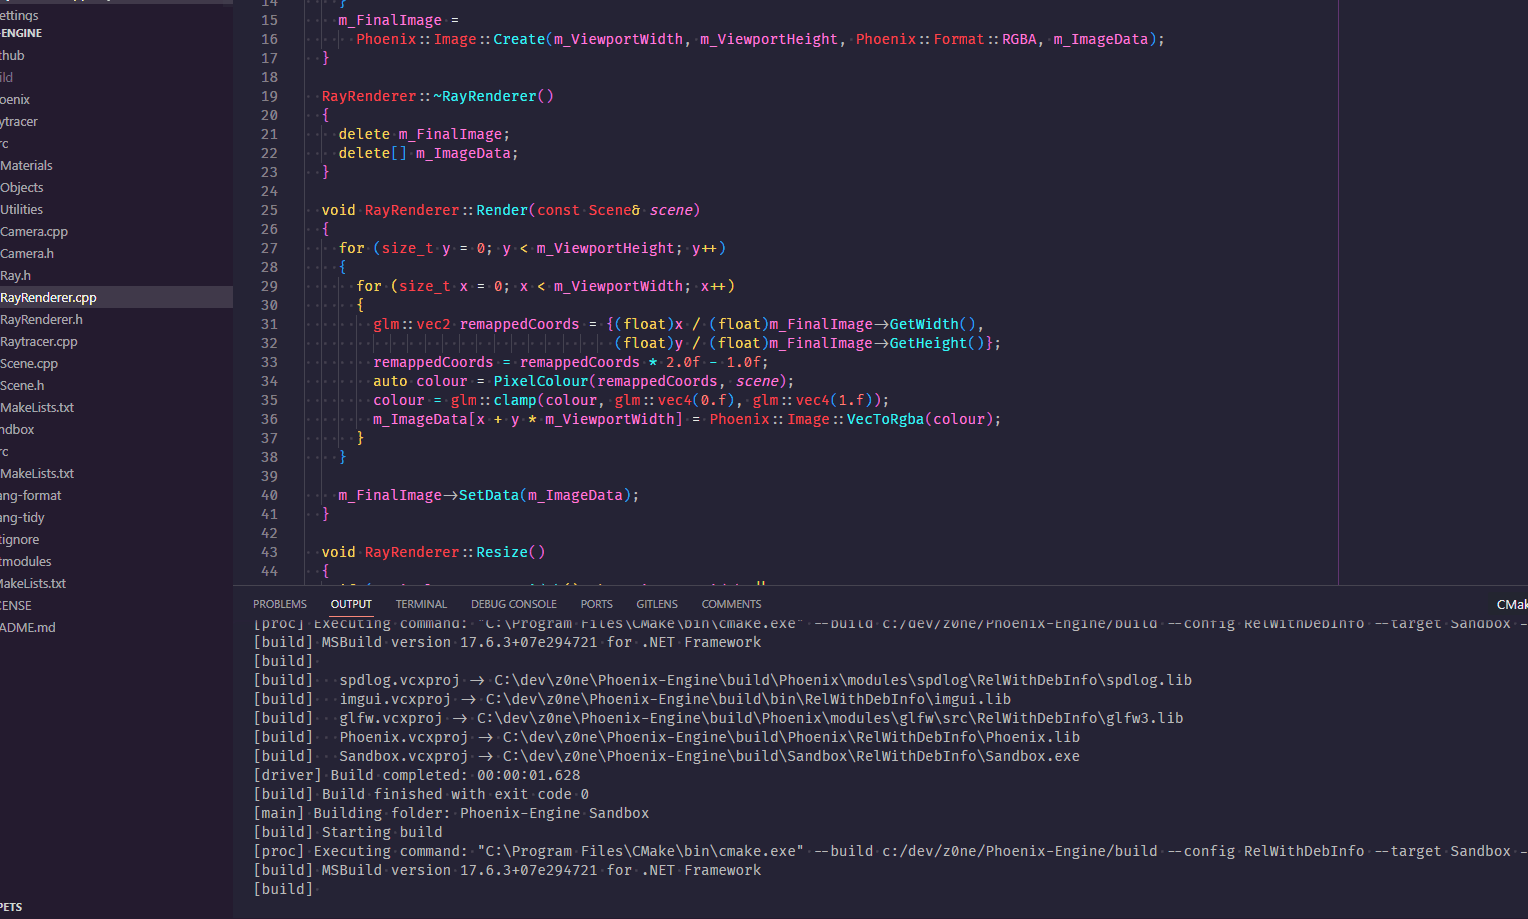 ettings
-ENGINE
thub
ild
oenix
ytracer
rc
Materials
Objects
Utilities
Camera.cpp
Camera.h
Ray.h
RayRenderer.cpp
RayRenderer.h
Raytracer.cpp
Scene.cpp
Scene.h
MakeLists.txt
ndbox
rc
MakeLists.txt
ang-format
ang-tidy
tignore
tmodules
MakeLists.txt
CENSE
ADME.md
PETS
14 }
15 m_FinalImage =
16 Phoenix::Image::Create(m_ViewportWidth, m_ViewportHeight, Phoenix::Format::RGBA, m_ImageData);
17 }
18
19 RayRenderer::~RayRenderer()
20 {
21 delete m_FinalImage;
22 delete[] m_ImageData;
23 }
24
25 void RayRenderer::Render(const Scene& scene)
26 {
27 for (size_t y = 0; y < m_ViewportHeight; y++)
28 {
29 for (size_t x = 0; x < m_ViewportWidth; x++)
30 {
31 glm::vec2 remappedCoords = {(float)x / (float)m_FinalImage->GetWidth(),
32 (float)y / (float)m_FinalImage->GetHeight()};
33 remappedCoords = remappedCoords * 2.0f - 1.0f;
34 auto colour = PixelColour(remappedCoords, scene);
35 colour = glm::clamp(colour, glm::vec4(0.f), glm::vec4(1.f));
36 m_ImageData[x + y * m_ViewportWidth] = Phoenix::Image::VecToRgba(colour);
37 }
38 }
39
40 m_FinalImage->SetData(m_ImageData);
41 }
42
43 void RayRenderer::Resize()
44 {
PROBLEMS OUTPUT TERMINAL DEBUG CONSOLE PORTS GITLENS COMMENTS CMak
[proc] Executing command: "C:\Program Files\CMake\bin\cmake.exe" --build c:/dev/z0ne/Phoenix-Engine/build --config RelWithDebInfo --target Sandbox -
[build] MSBuild version 17.6.3+07e294721 for .NET Framework
[build]
[build] spdlog.vcxproj -> C:\dev\z0ne\Phoenix-Engine\build\Phoenix\modules\spdlog\RelWithDebInfo\spdlog.lib
[build] imgui.vcxproj -> C:\dev\z0ne\Phoenix-Engine\build\bin\RelWithDebInfo\imgui.lib
[build] glfw.vcxproj -> C:\dev\z0ne\Phoenix-Engine\build\Phoenix\modules\glfw\src\RelWithDebInfo\glfw3.lib
[build] Phoenix.vcxproj -> C:\dev\z0ne\Phoenix-Engine\build\Phoenix\RelWithDebInfo\Phoenix.lib
[build] Sandbox.vcxproj -> C:\dev\z0ne\Phoenix-Engine\build\Sandbox\RelWithDebInfo\Sandbox.exe
[driver] Build completed: 00:00:01.628
[build] Build finished with exit code 0
[main] Building folder: Phoenix-Engine Sandbox
[build] Starting build
[proc] Executing command: "C:\Program Files\CMake\bin\cmake.exe" --build c:/dev/z0ne/Phoenix-Engine/build --config RelWithDebInfo --target Sandbox -
[build] MSBuild version 17.6.3+07e294721 for .NET Framework
[build]